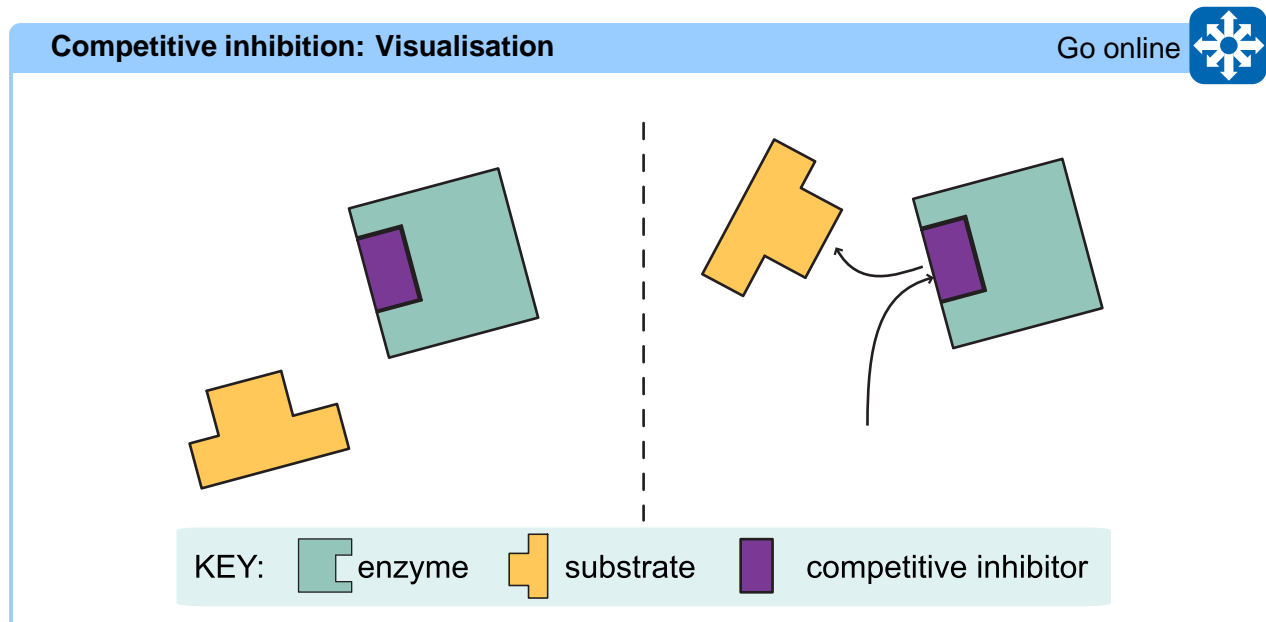 Competitive inhibition: Visualisation
Go online
KEY: enzyme substrate competitive inhibitor